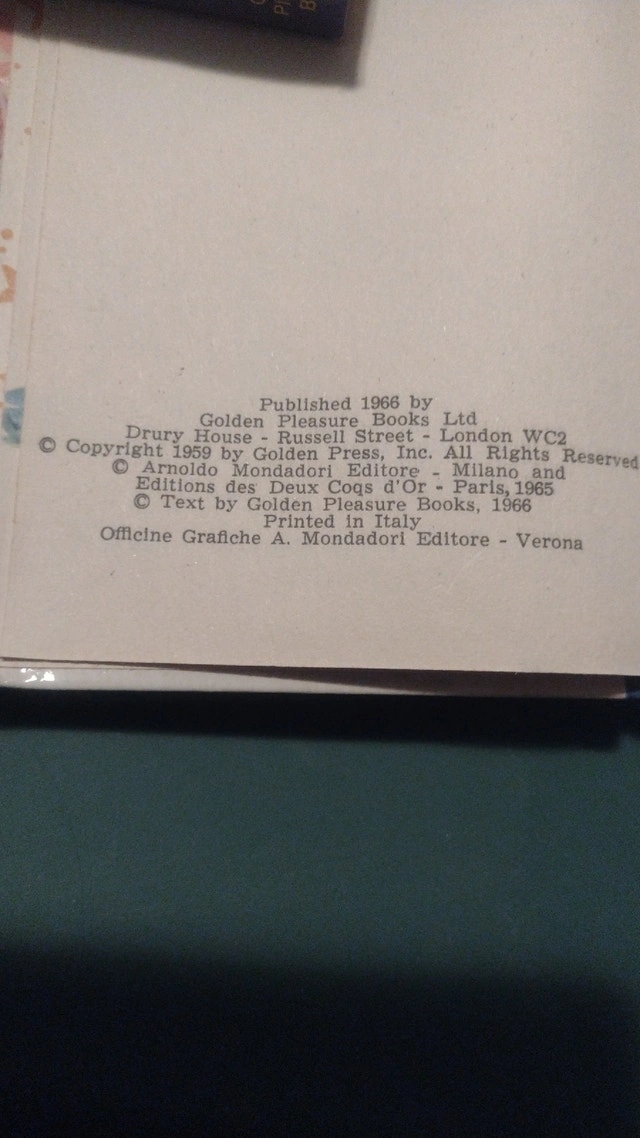 Published 1966 by
Golden Pleasure Books Ltd
Drury House - Russell Street - London WC2
© Copyright 1959 by Golden Press, Inc. All Rights Reserved
© Arnoldo Mondadori Editore - Milano and
Editions des Deux Coqs d'Or - Paris, 1965
© Text by Golden Pleasure Books, 1966
Printed in Italy
Officine Grafiche A. Mondadori Editore - Verona